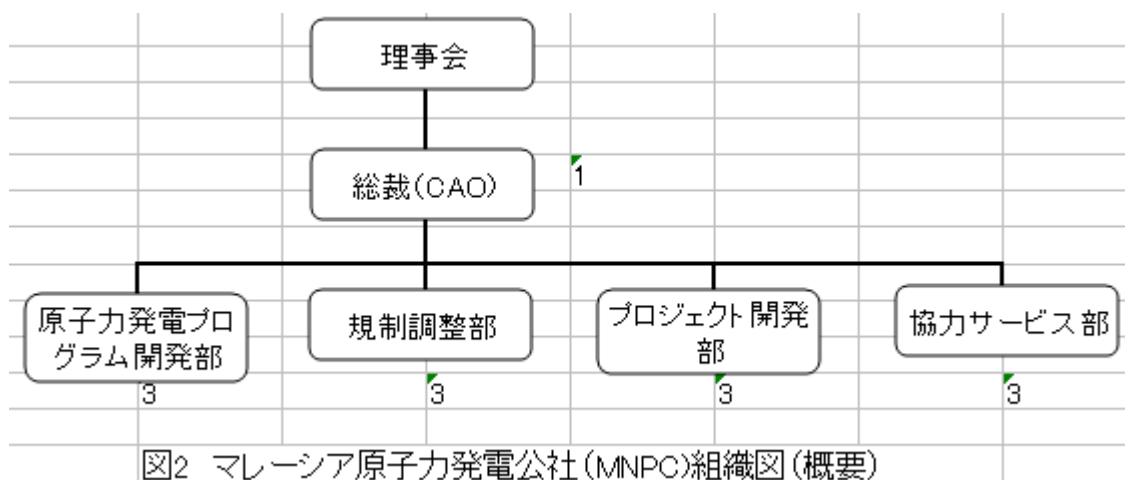 理事会
総裁(CAO)
1
原子力発電プロ
グラム開発部
規制調整部
プロジェクト開発
部
協力サービス部
3
3
3
3
図2 マレーシア原子力発電公社(MNPC)組織図(概要)